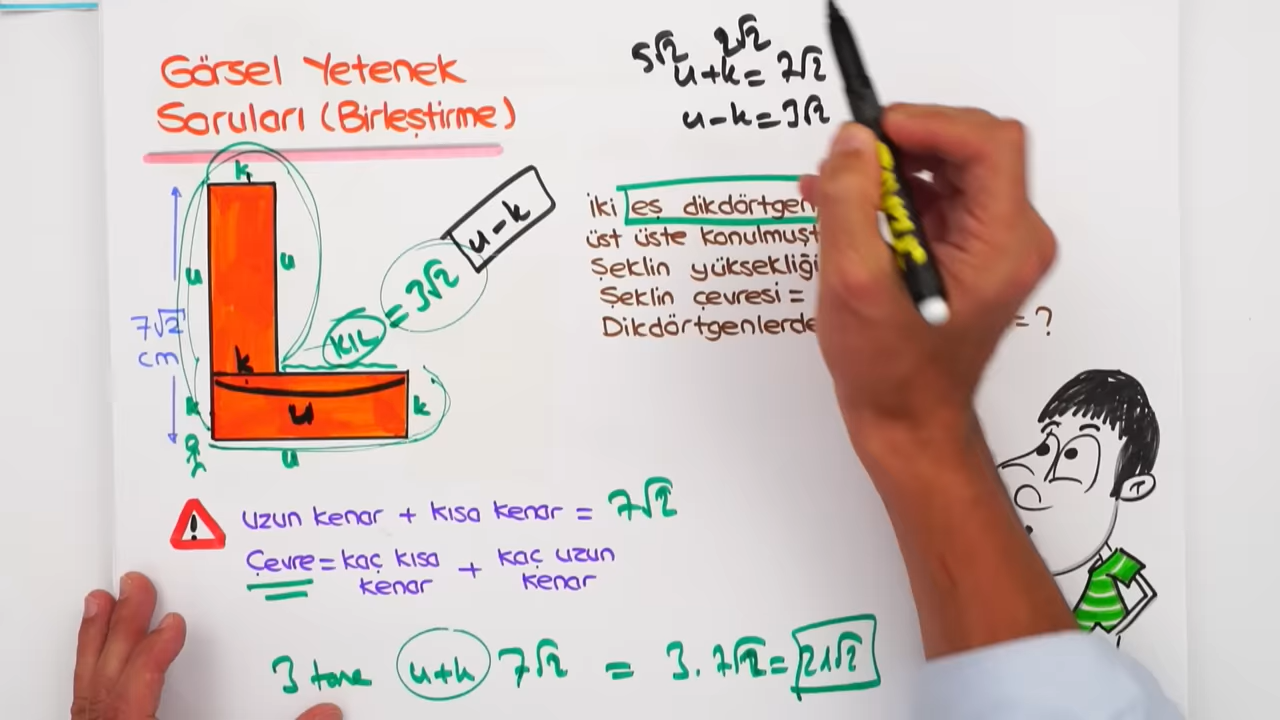 Görsel Yetenek
Soruları (Birleştirme)
5√2 2√2
u+k= 7√2
u-k=3√2
k
u
u
7√2
cm
k
k
u
k
u
kıL = 3√2
u-k
İki eş dikdörtgen
üst üste konulmuşt
Şeklin yüksekliği
Şeklin çevresi =
Dikdörtgenlerde
= ?
uzun kenar + kısa kenar = 7√2
Çevre = kaç kısa kenar + kaç uzun kenar
3 tane u+k 7√2 = 3.7√2= 21√2